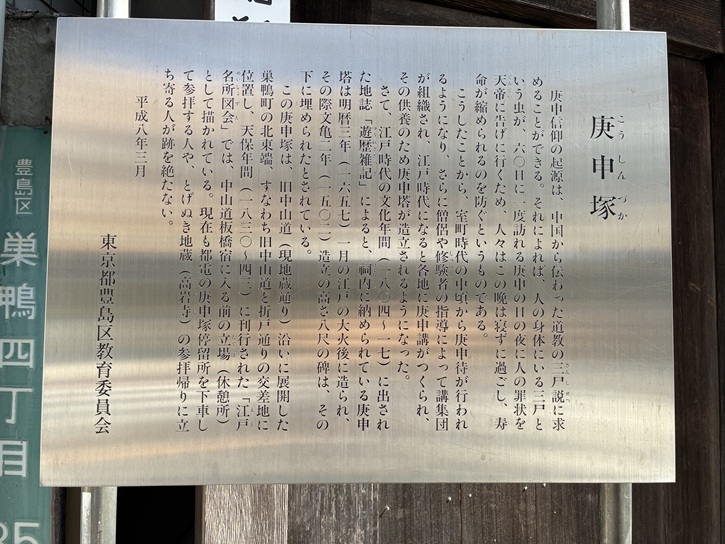 庚申塚
こうしんづか
庚申信仰の起源は、中国から伝わった道教の三尸説に求
めることができる。それによれば、人の身体にいる三尸と
いう虫が、六〇日に一度訪れる庚申の日の夜に人の罪状を
天帝に告げに行くため、人々はこの晩は寝ずに過ごし、寿
命が縮められるのを防ぐというものである。
こうしたことから、室町時代の中頃から庚申待が行われ
るようになり、さらに僧侶や修験者の指導によって講集団
が組織され、江戸時代になると各地に庚申講がつくられ、
その供養のため庚申塔が造立されるようになった。
さて、江戸時代の文化年間(一八〇四〜一七)に出され
た地誌「遊歴雑記」によると、祠内に納められている庚申
塔は明暦三年(一六五七)一月の江戸の大火後に造られ、
その際文亀二年(一五〇二)造立の高さ八尺の碑は、その
下に埋められたとされている。
この庚申塚は、旧中山道(現地蔵通り)沿いに展開した
巣鴨町の北東端、すなわち旧中山道と折戸通りの交差地に
位置し、天保年間(一八三〇〜四三)に刊行された「江戸
名所図会」では、中山道板橋宿に入る前の立場(休憩所)
として描かれている。現在も都電の庚申塚停留所を下車し
て参拝する人や、とげぬき地蔵(高岩寺)の参拝帰りに立
ち寄る人が跡を絶たない。
平成八年三月
東京都豊島区教育委員会
豊島区
巣鴨四丁目
35